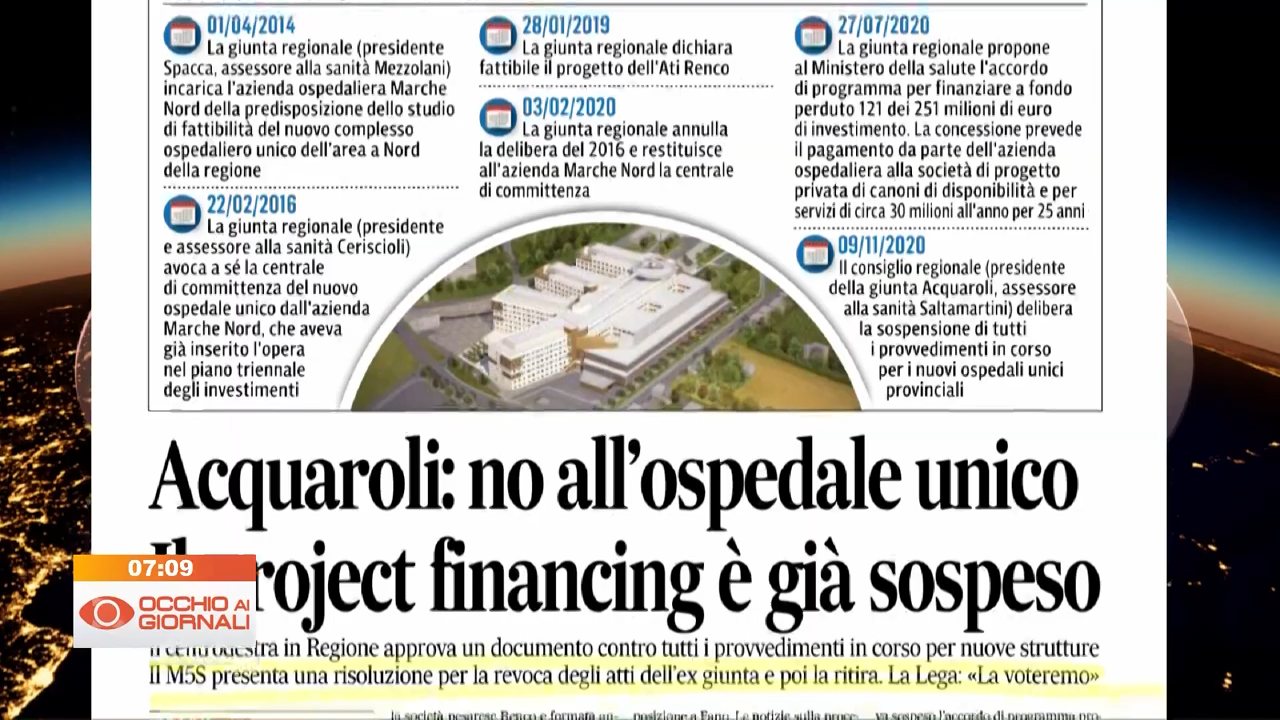 01/04/2014
La giunta regionale (presidente
Spacca, assessore alla sanità Mezzolani)
incarica l'azienda ospedaliera Marche
Nord della predisposizione dello studio
di fattibilità del nuovo complesso
ospedaliero unico dell'area a Nord
della regione
22/02/2016
La giunta regionale (presidente
e assessore alla sanità Ceriscioli)
avoca a sé la centrale
di committenza del nuovo
ospedale unico dall'azienda
Marche Nord, che aveva
già inserito l'opera
nel piano triennale
degli investimenti
28/01/2019
La giunta regionale dichiara
fattibile il progetto dell'Ati Renco
03/02/2020
La giunta regionale annulla
la delibera del 2016 e restituisce
all'azienda Marche Nord la centrale
di committenza
27/07/2020
La giunta regionale propone
al Ministero della salute l'accordo
di programma per finanziare a fondo
perduto 121 dei 251 milioni di euro
di investimento. La concessione prevede
il pagamento da parte dell'azienda
ospedaliera alla società di progetto
privata di canoni di disponibilità e per
servizi di circa 30 milioni all'anno per 25 anni
09/11/2020
Il consiglio regionale (presidente
della giunta Acquaroli, assessore
alla sanità Saltamartini) delibera
la sospensione di tutti
i provvedimenti in corso
per i nuovi ospedali unici
provinciali
Acquaroli: no all'ospedale unico
Il project financing è già sospeso
07:09
OCCHIO AI
GIORNALI
Il centrodestra in Regione approva un documento contro tutti i provvedimenti in corso per nuove strutture
Il M5S presenta una risoluzione per la revoca degli atti dell'ex giunta e poi la ritira. La Lega: «La voteremo»